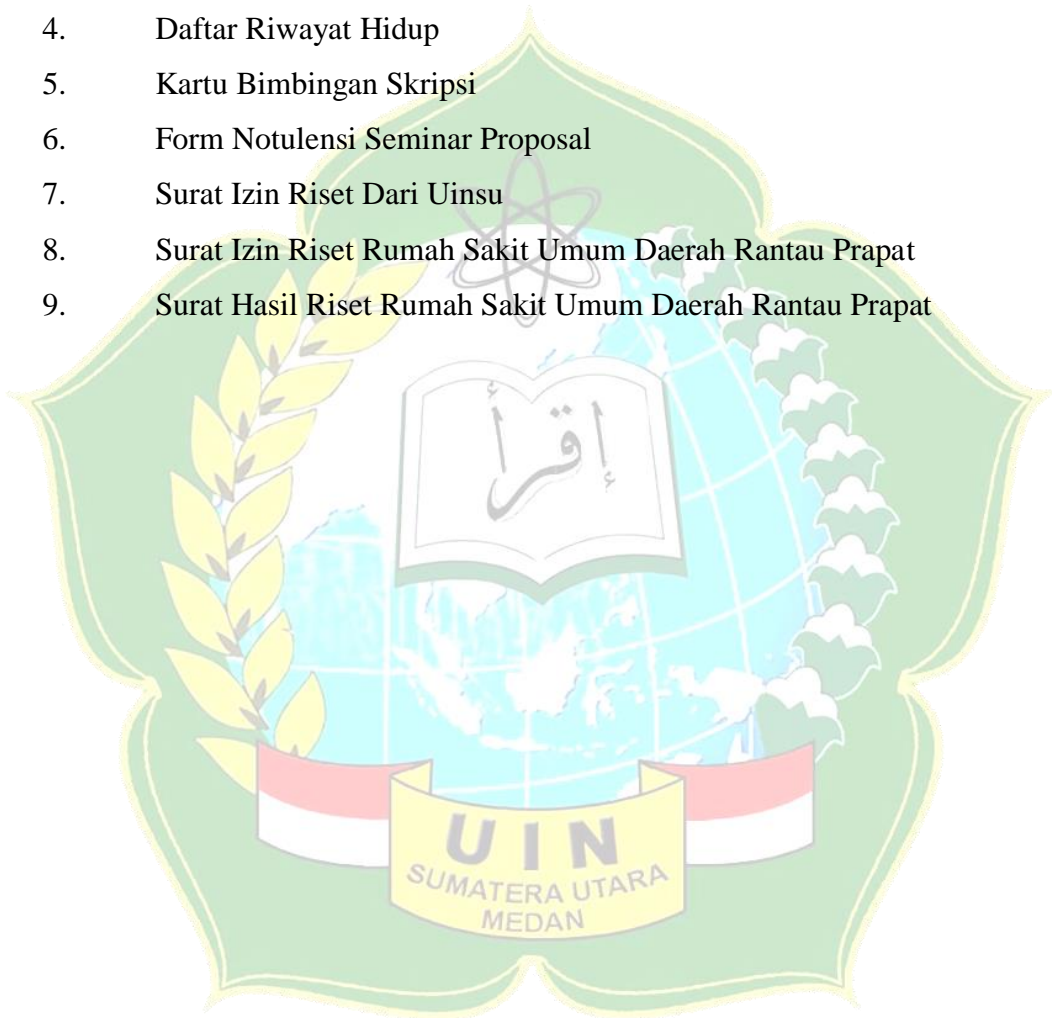 4. Daftar Riwayat Hidup
5. Kartu Bimbingan Skripsi
6. Form Notulensi Seminar Proposal
7. Surat Izin Riset Dari Uinsu
8. Surat Izin Riset Rumah Sakit Umum Daerah Rantau Prapat
9. Surat Hasil Riset Rumah Sakit Umum Daerah Rantau Prapat
إقرأ
UIN
SUMATERA UTARA
MEDAN